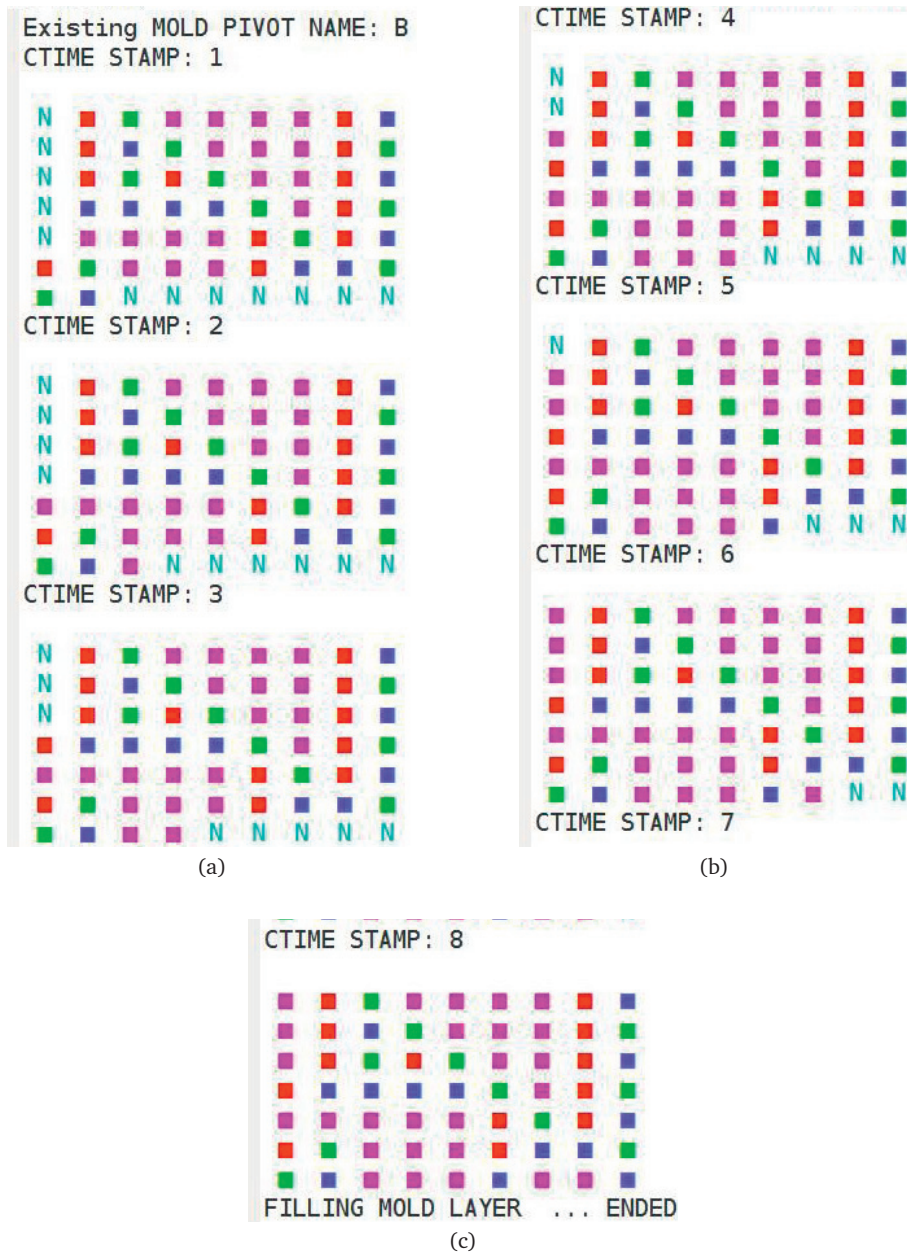 Existing MOLD PIVOT NAME: B
CTIME STAMP: 1
N
N
N
N
N
N N N N N N N
CTIME STAMP: 2
N
N
N
N
N N N N N N
CTIME STAMP: 3
N
N
N
N N N N N
(a)
CTIME STAMP: 4
N
N
N N N N
CTIME STAMP: 5
N
N N N
CTIME STAMP: 6
N N
CTIME STAMP: 7
(b)
CTIME STAMP: 8
FILLING MOLD LAYER ... ENDED
(c)